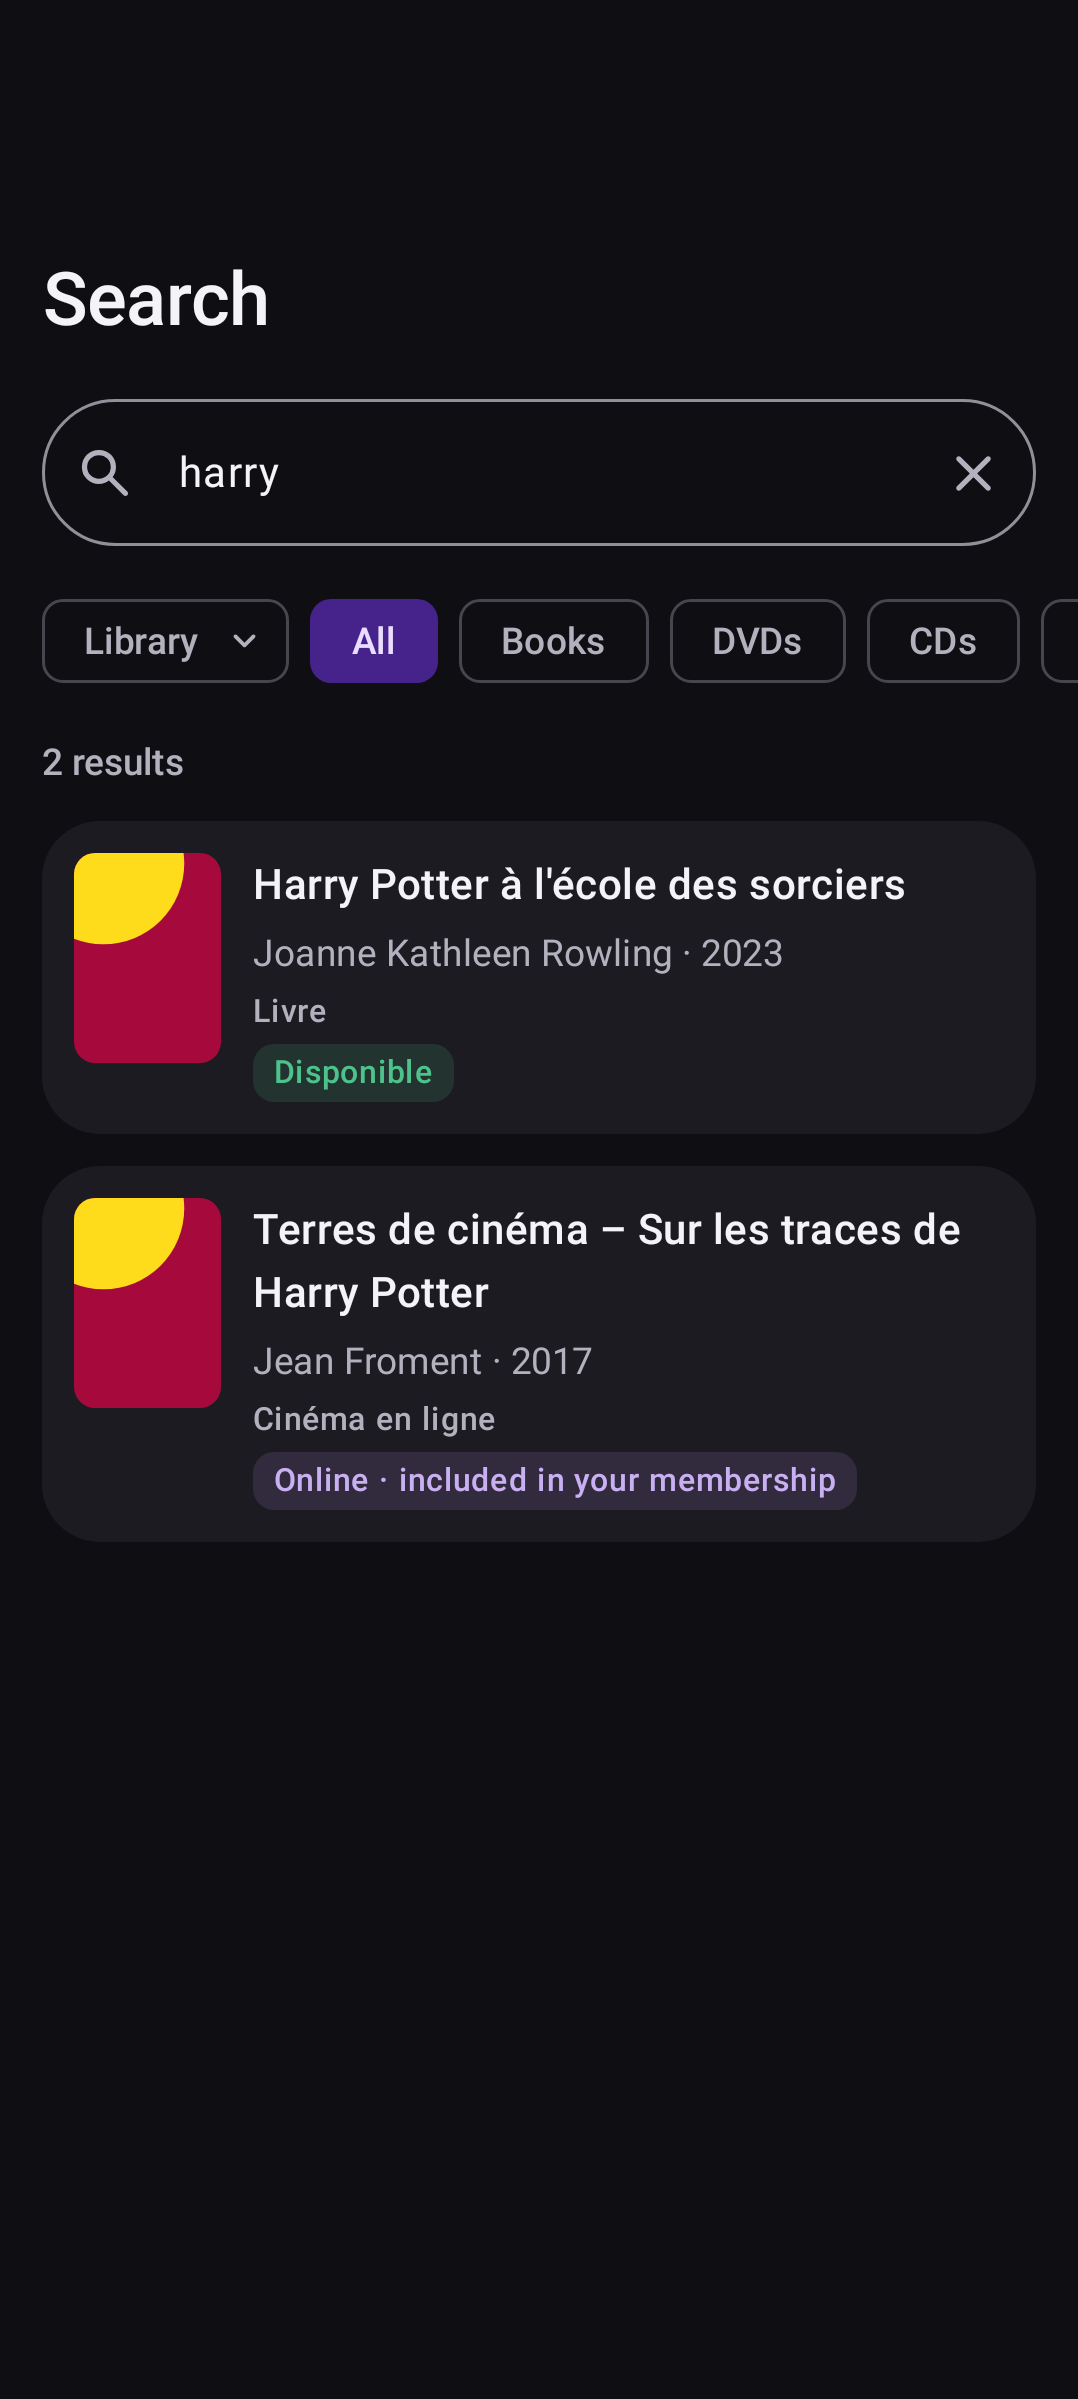 Search
harry
Library
All
Books
DVDs
CDs
2 results
Harry Potter à l'école des sorciers
Joanne Kathleen Rowling · 2023
Livre
Disponible
Terres de cinéma – Sur les traces de
Harry Potter
Jean Froment · 2017
Cinéma en ligne
Online · included in your membership